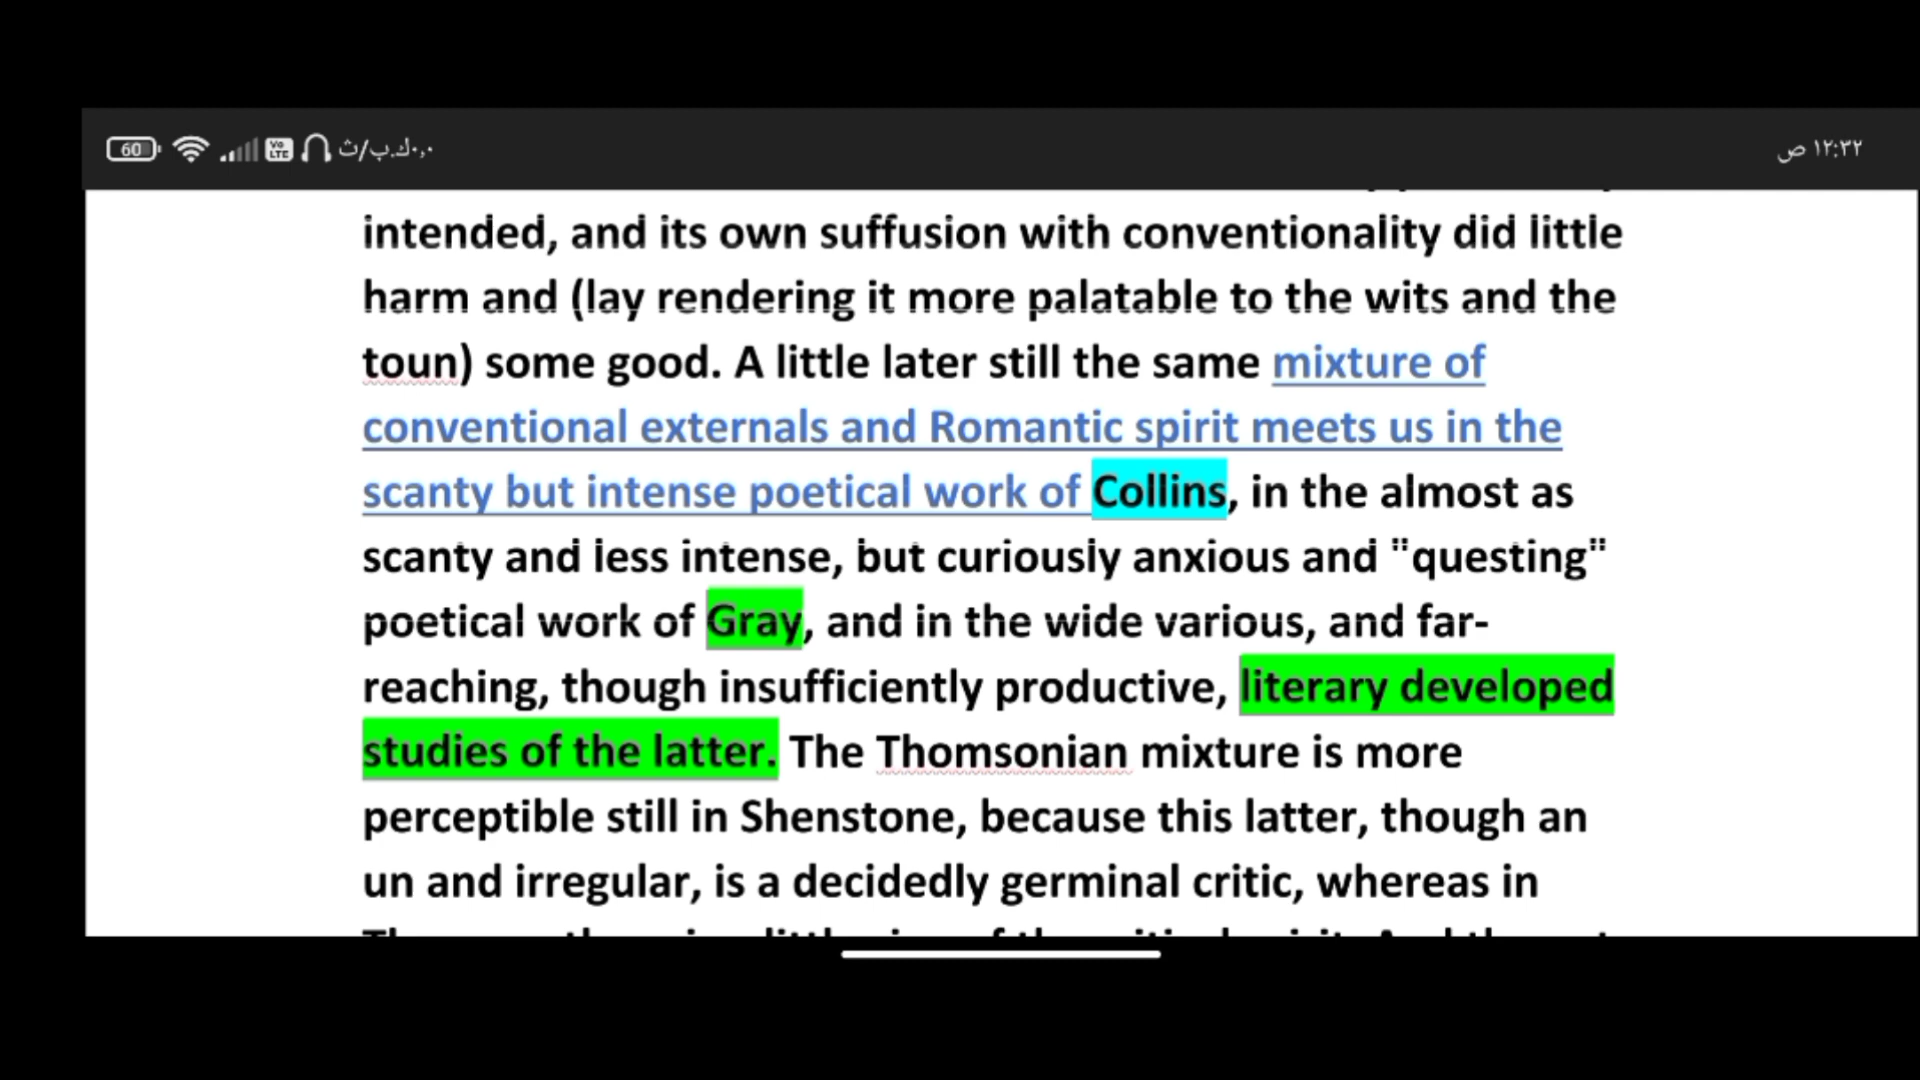 60 VoLTE ٠,٠ك.ب/ث ١٢:٣٢ ص
intended, and its own suffusion with conventionality did little
harm and (lay rendering it more palatable to the wits and the
toun) some good. A little later still the same mixture of
conventional externals and Romantic spirit meets us in the
scanty but intense poetical work of Collins, in the almost as
scanty and less intense, but curiously anxious and "questing"
poetical work of Gray, and in the wide various, and far-
reaching, though insufficiently productive, literary developed
studies of the latter. The Thomsonian mixture is more
perceptible still in Shenstone, because this latter, though an
un and irregular, is a decidedly germinal critic, whereas in